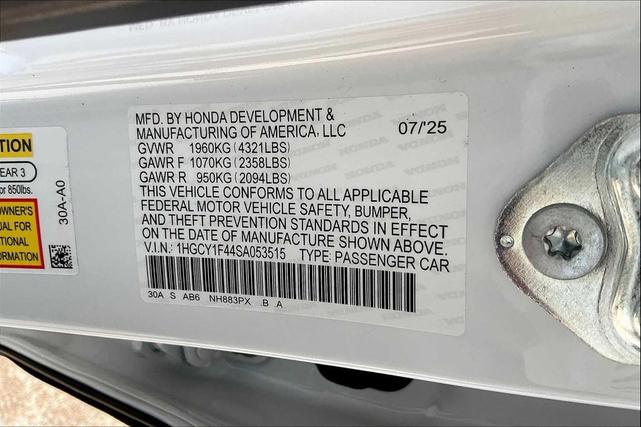 MFD. BY HONDA DEVELOPMENT &
MANUFACTURING OF AMERICA, LLC 07/'25
GVWR 1960KG (4321LBS)
GAWR F 1070KG (2358LBS)
GAWR R 950KG (2094LBS)
THIS VEHICLE CONFORMS TO ALL APPLICABLE
FEDERAL MOTOR VEHICLE SAFETY, BUMPER,
AND THEFT PREVENTION STANDARDS IN EFFECT
ON THE DATE OF MANUFACTURE SHOWN ABOVE.
V.I.N.: 1HGCY1F44SA053515 TYPE: PASSENGER CAR
30A S AB6 NH883PX .B A
TION
EAR 3
or 850lbs.
OWNER'S
UAL FOR
TIONAL
ORMATION
30A-A0